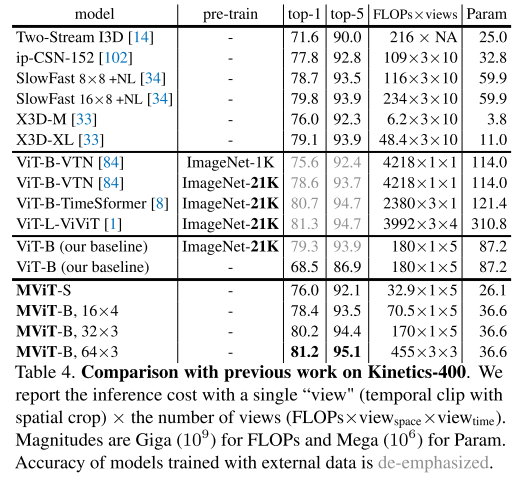 model pre-train top-1 top-5 FLOPs×views Param
Two-Stream I3D [14] - 71.6 90.0 216 × NA 25.0
ip-CSN-152 [102] - 77.8 92.8 109×3×10 32.8
SlowFast 8×8 +NL [34] - 78.7 93.5 116×3×10 59.9
SlowFast 16×8 +NL [34] - 79.8 93.9 234×3×10 59.9
X3D-M [33] - 76.0 92.3 6.2×3×10 3.8
X3D-XL [33] - 79.1 93.9 48.4×3×10 11.0
ViT-B-VTN [84] ImageNet-1K 75.6 92.4 4218×1×1 114.0
ViT-B-VTN [84] ImageNet-21K 78.6 93.7 4218×1×1 114.0
ViT-B-TimeSformer [8] ImageNet-21K 80.7 94.7 2380×3×1 121.4
ViT-L-ViViT [1] ImageNet-21K 81.3 94.7 3992×3×4 310.8
ViT-B (our baseline) ImageNet-21K 79.3 93.9 180×1×5 87.2
ViT-B (our baseline) - 68.5 86.9 180×1×5 87.2
MViT-S - 76.0 92.1 32.9×1×5 26.1
MViT-B, 16×4 - 78.4 93.5 70.5×1×5 36.6
MViT-B, 32×3 - 80.2 94.4 170×1×5 36.6
MViT-B, 64×3 - 81.2 95.1 455×3×3 36.6
Table 4. Comparison with previous work on Kinetics-400. We
report the inference cost with a single “view" (temporal clip with
spatial crop) × the number of views (FLOPs×view_space×view_time).
Magnitudes are Giga (10^9) for FLOPs and Mega (10^6) for Param.
Accuracy of models trained with external data is de-emphasized.